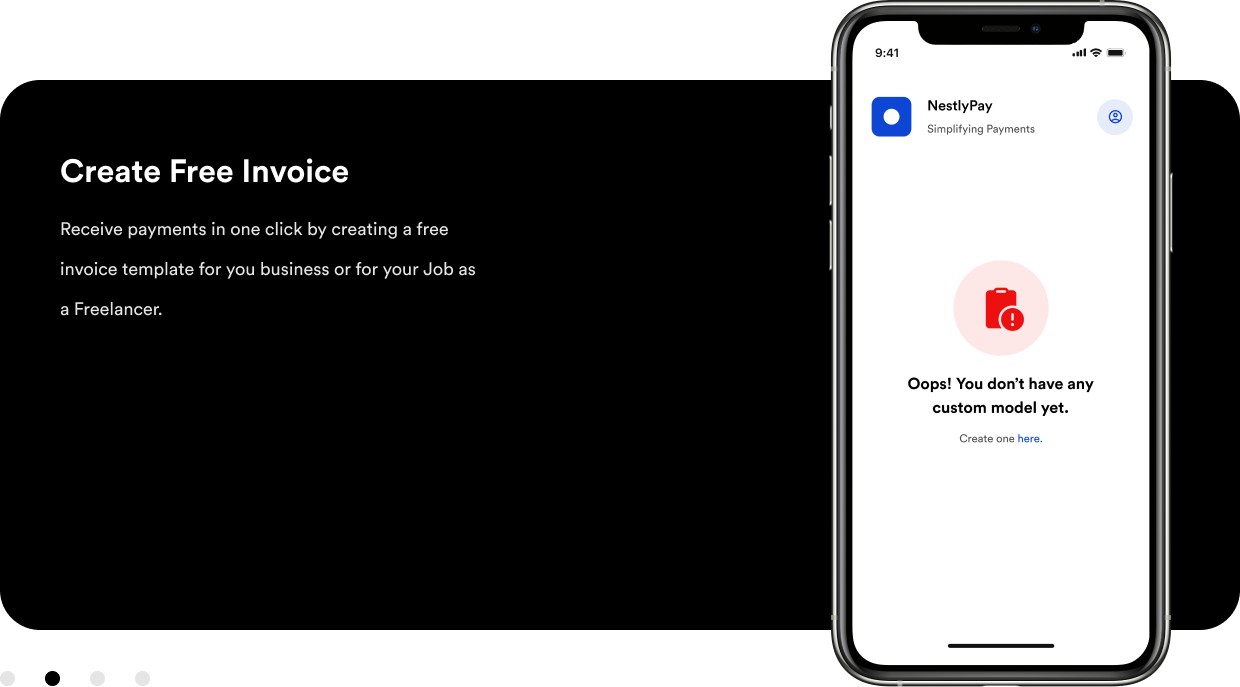 Create Free Invoice
Receive payments in one click by creating a free
invoice template for you business or for your Job as
a Freelancer.
9:41
NestlyPay
Simplifying Payments
Oops! You don’t have any
custom model yet.
Create one here.